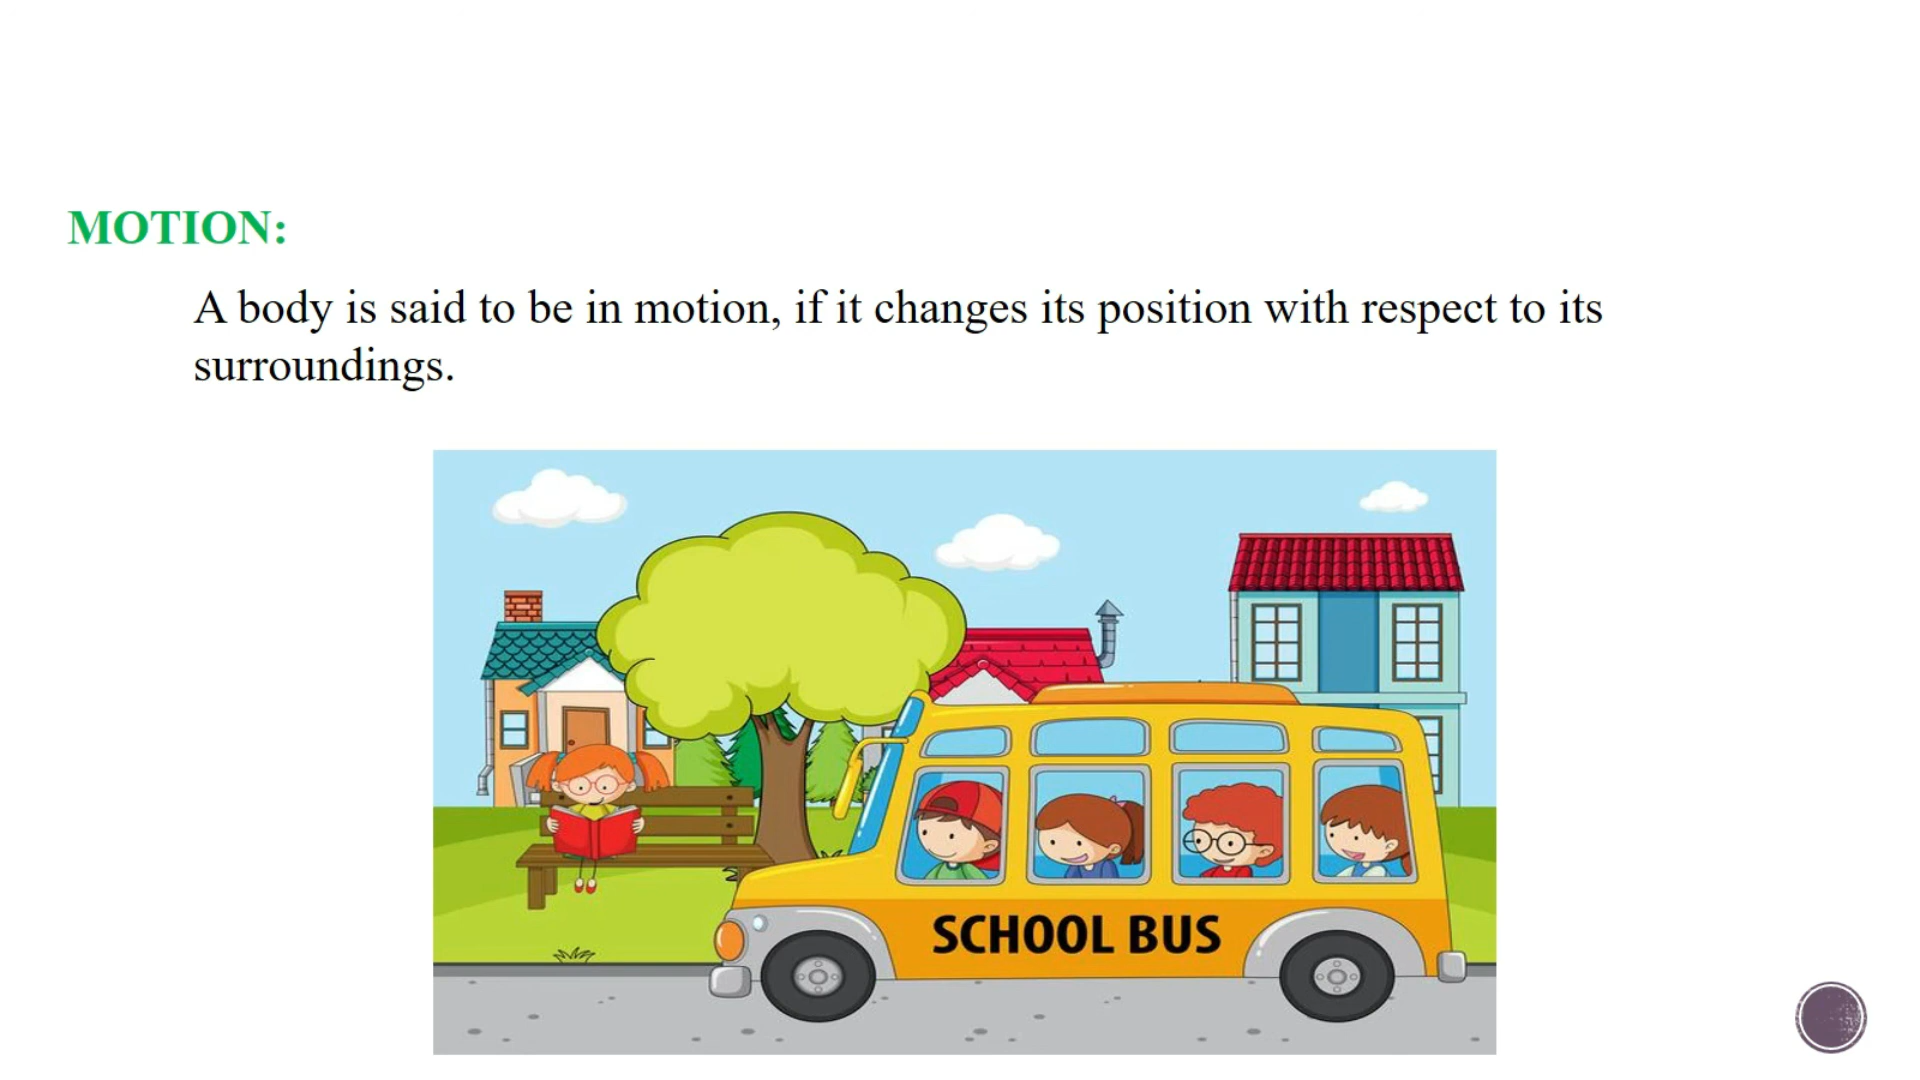 MOTION:
A body is said to be in motion, if it changes its position with respect to its
surroundings.
SCHOOL BUS